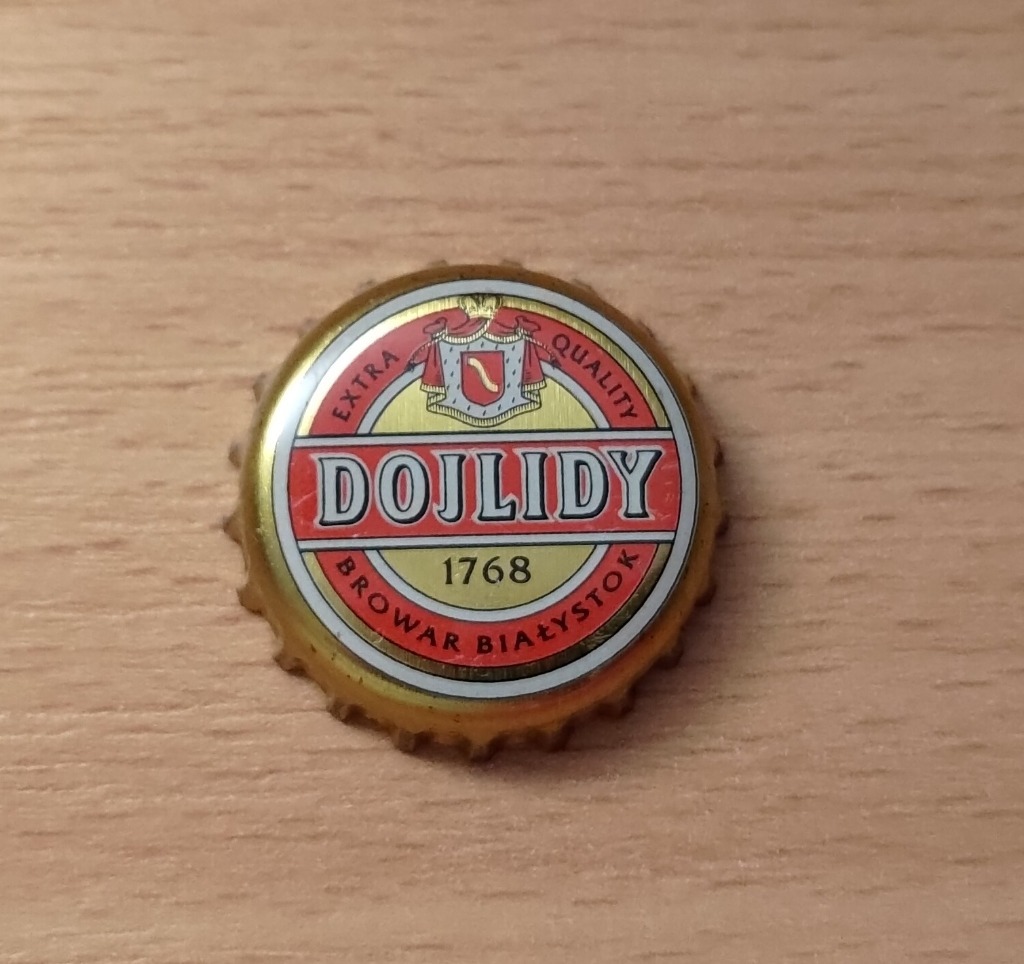 EXTRA QUALITY
DOJLIDY
1768
BROWAR BIAŁYSTOK